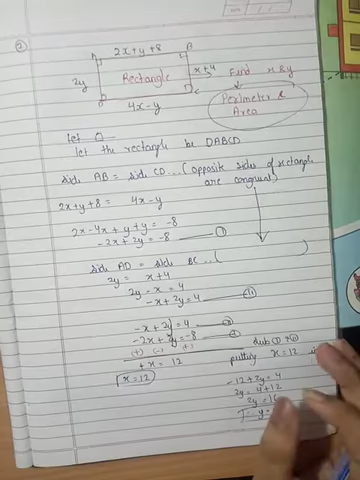 ②
2x+y+8
A B
2y Rectangle x+4 Find x & y
D C
4x-y Perimeter &
Area
let
let the rectangle be DABCD
side AB = side CD ... (opposite sides of rectangle
are congruent)
2x+y+8 = 4x-y
2x-4x+y+y = -8
-2x+2y = -8 — ①
side AD = side BC ... ( )
2y = x+4
2y-x = 4
-x+2y = 4 — ⑪
-x+2y = 4 — ②
-2x+2y = -8 — ①
(+) (-) (+) sub ①
+x = 12 putting x=12
x=12
-12+2y = 4
2y = 4+12
2y = 16
y =